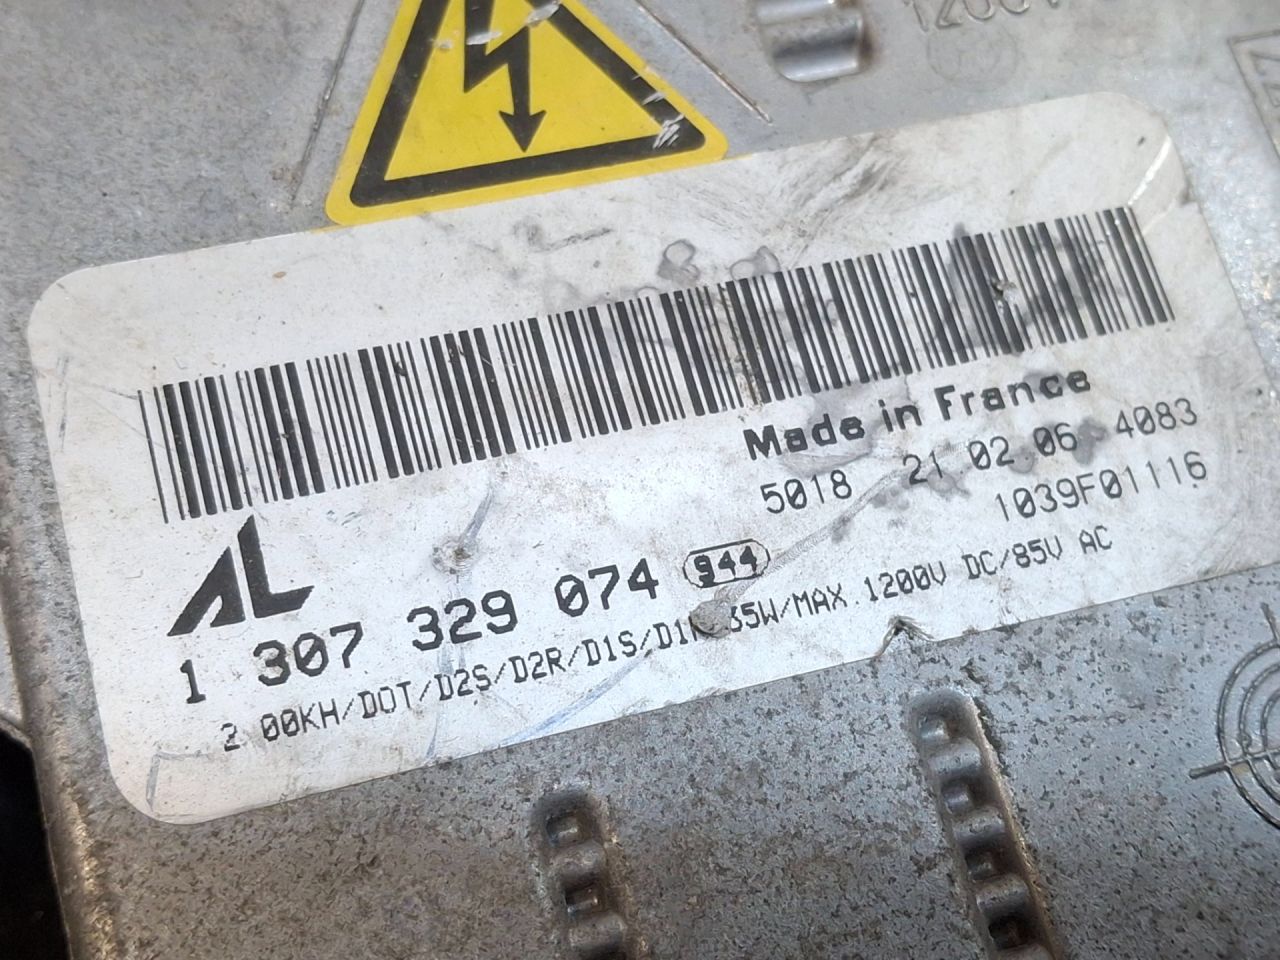 Made in France
5018 21.02.06 4083
1039F01116
AL
1 307 329 074 944
2.00KH/DOT/D2S/D2R/D1S/ 35W/MAX.1200V DC/85V AC